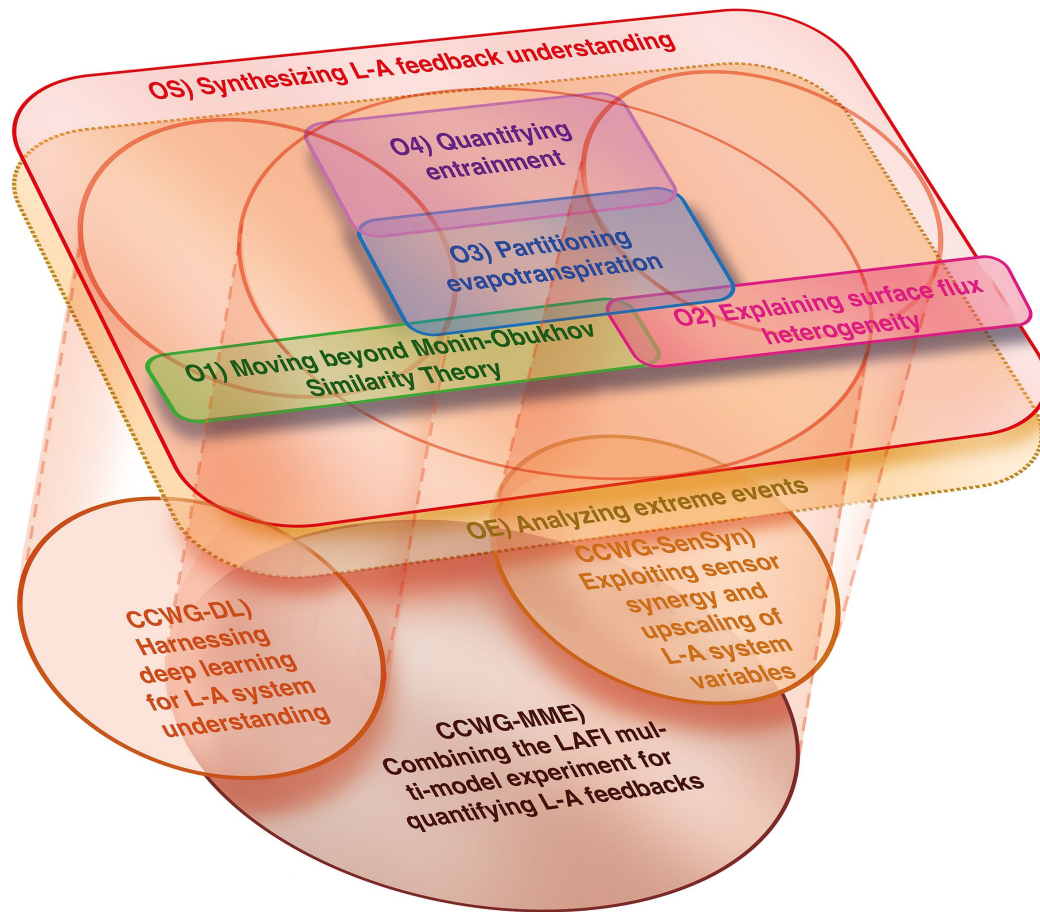 OS) Synthesizing L-A feedback understanding
O4) Quantifying
entrainment
O3) Partitioning
evapotranspiration
O2) Explaining surface flux
heterogeneity
O1) Moving beyond Monin-Obukhov
Similarity Theory
OE) Analyzing extreme events
CCWG-SenSyn)
Exploiting sensor
synergy and
upscaling of
L-A system
variables
CCWG-DL)
Harnessing
deep learning
for L-A system
understanding
CCWG-MME)
Combining the LAFI mul-
ti-model experiment for
quantifying L-A feedbacks